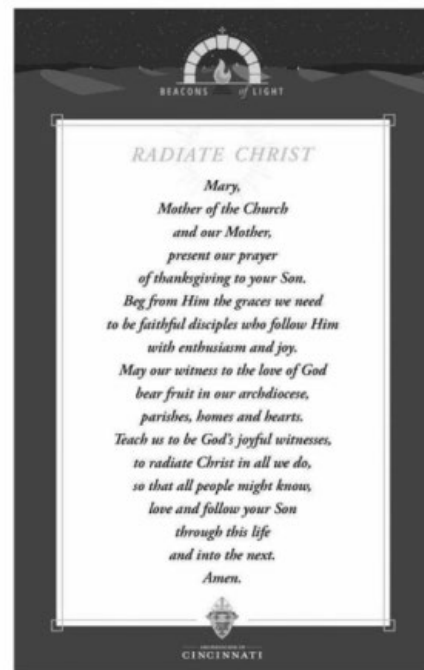 BEACONS of LIGHT
RADIATE CHRIST
Mary,
Mother of the Church
and our Mother,
present our prayer
of thanksgiving to your Son.
Beg from Him the graces we need
to be faithful disciples who follow Him
with enthusiasm and joy.
May our witness to the love of God
bear fruit in our archdiocese,
parishes, homes and hearts.
Teach us to be God's joyful witnesses,
to radiate Christ in all we do,
so that all people might know,
love and follow your Son
through this life
and into the next.
Amen.
ARCHDIOCESE OF
CINCINNATI